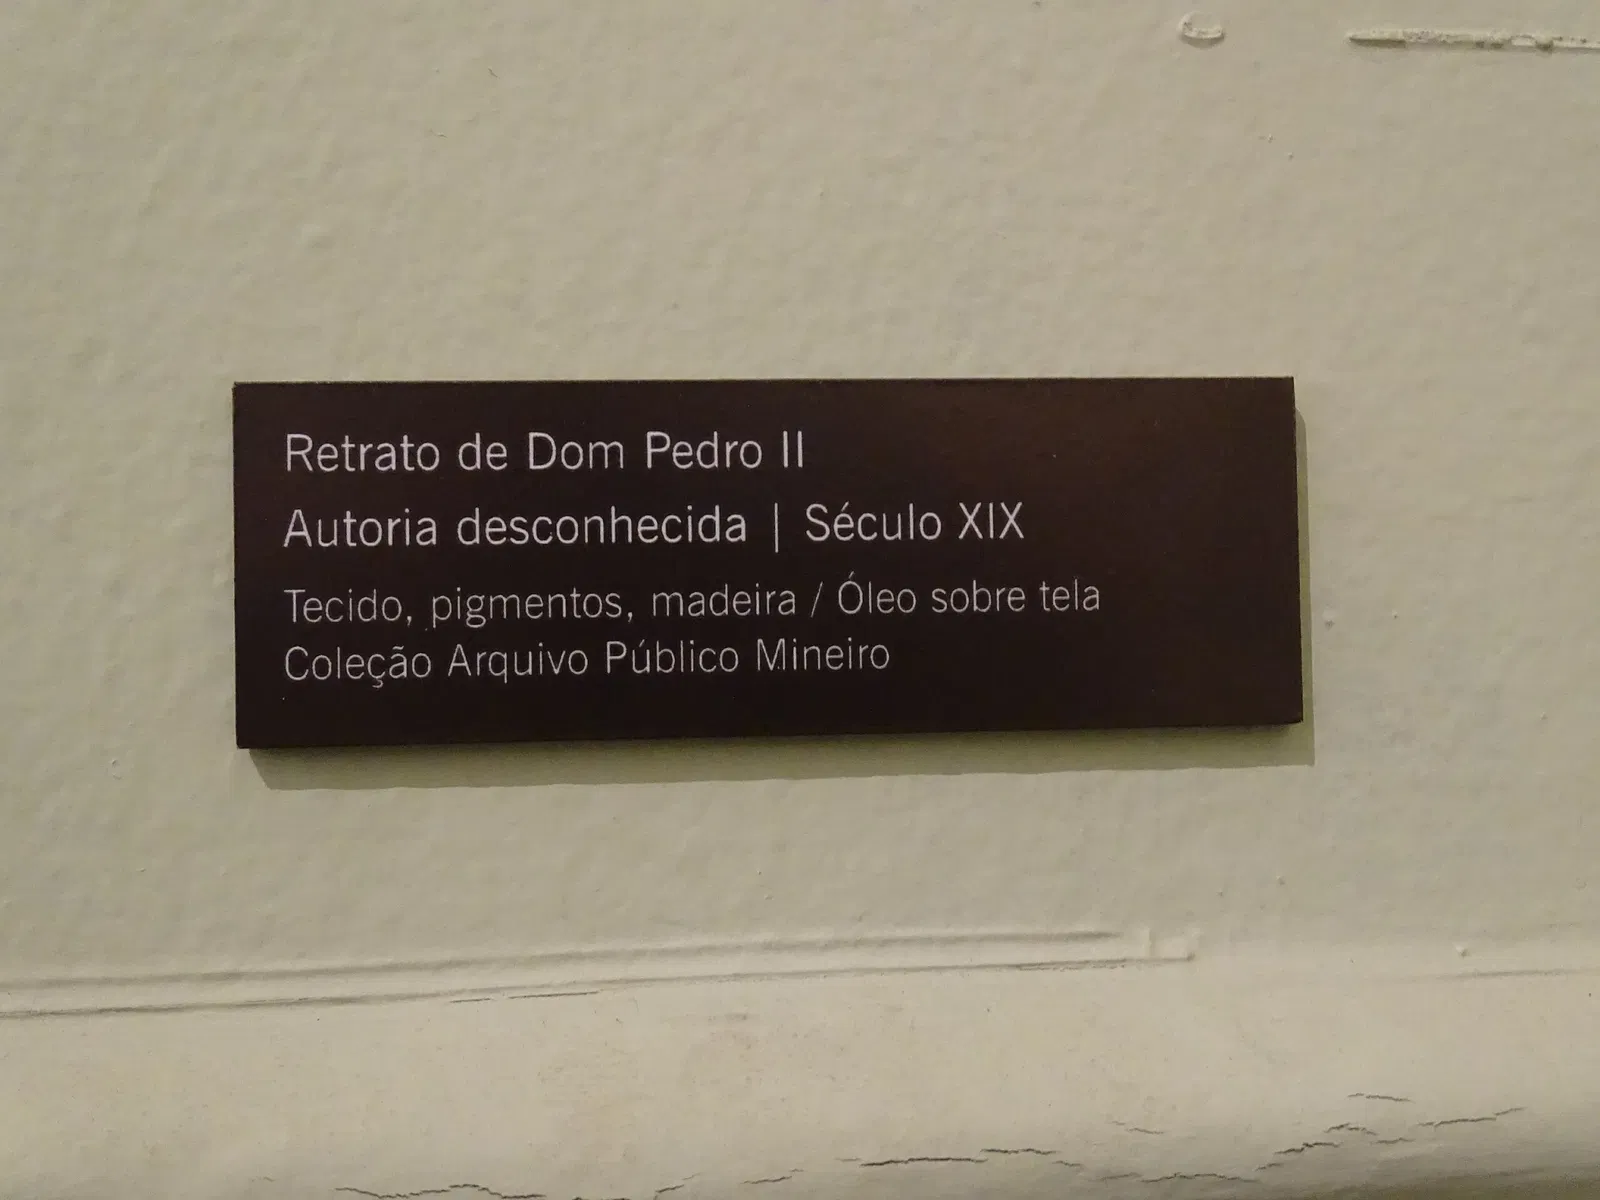 Retrato de Dom Pedro II
Autoria desconhecida | Século XIX
Tecido, pigmentos, madeira / Óleo sobre tela
Coleção Arquivo Público Mineiro